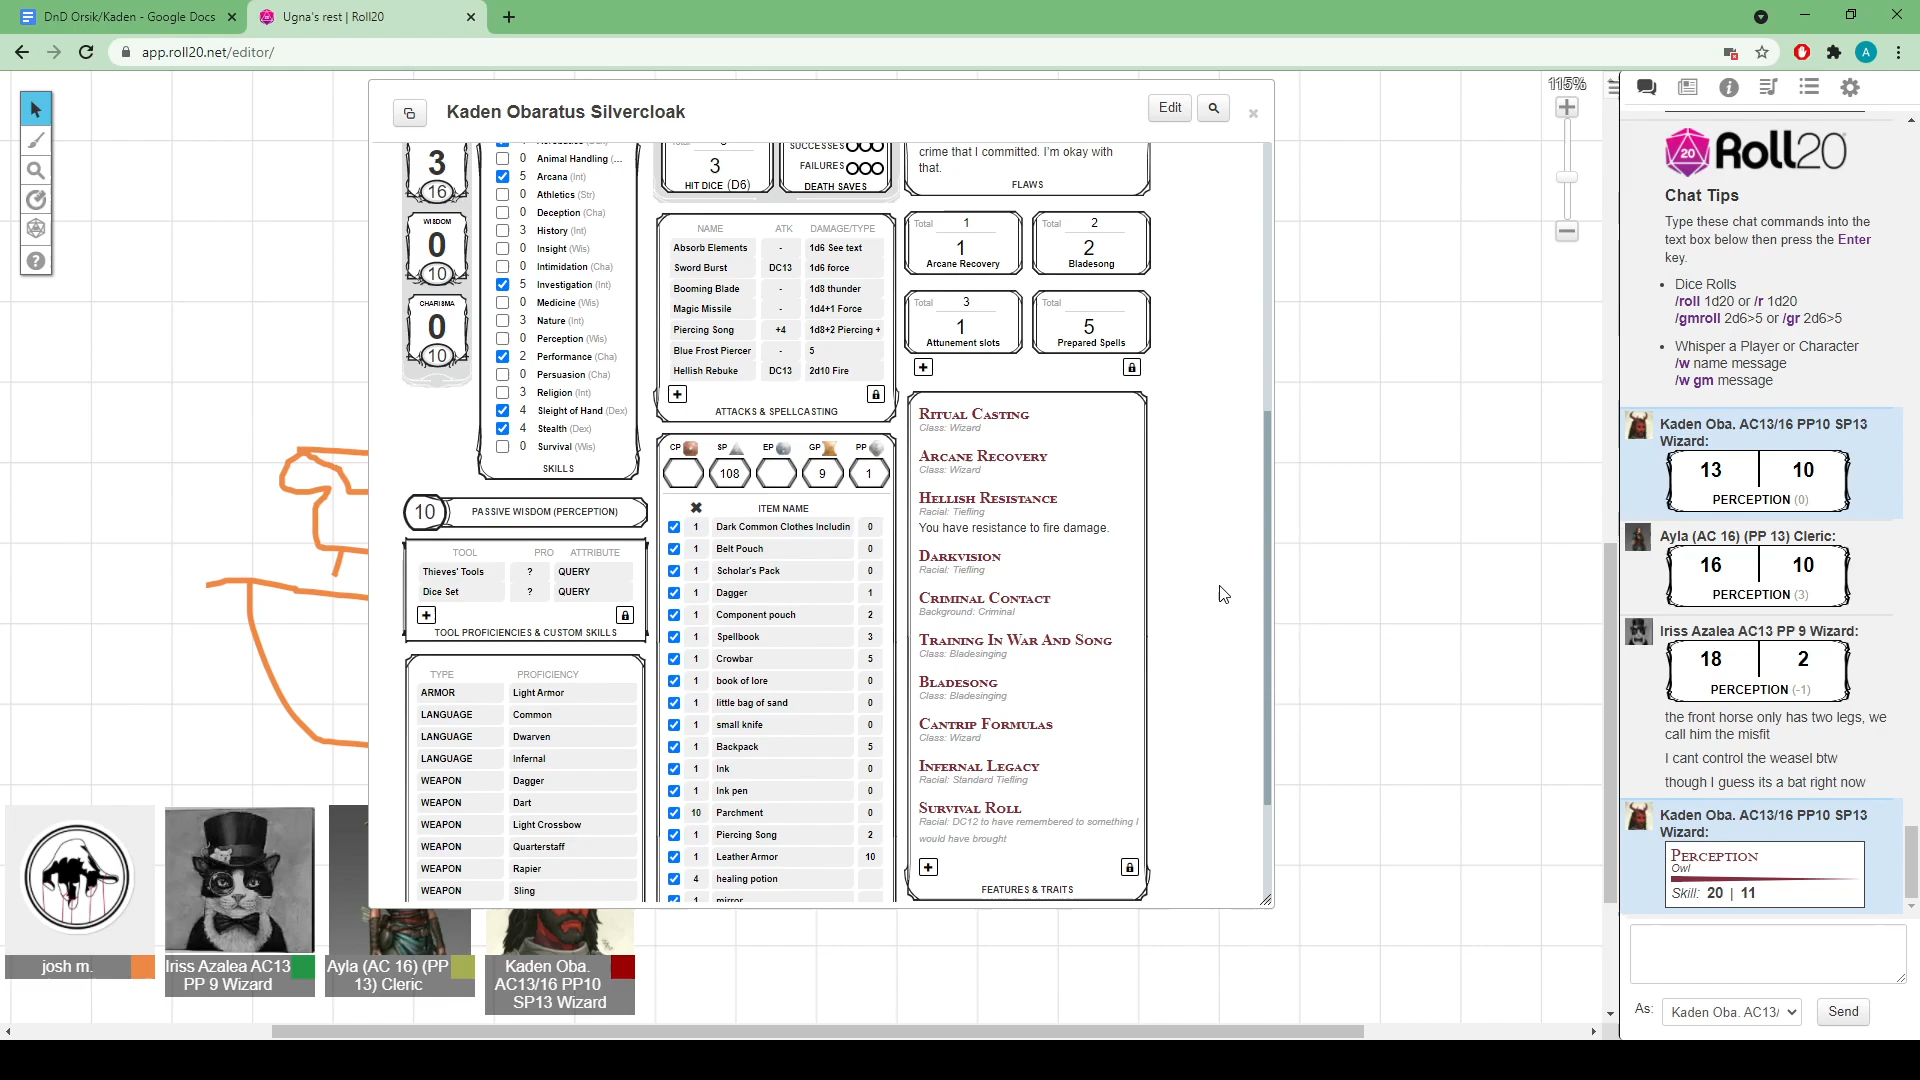 DnD Orsik/Kaden - Google Docs
Ugna's rest | Roll20
app.roll20.net/editor/
A
115%
Kaden Obaratus Silvercloak
Edit
3
16
WISDOM
0
10
CHARISMA
0
10
0 Animal Handling (...
5 Arcana (Int)
0 Athletics (Str)
0 Deception (Cha)
3 History (Int)
0 Insight (Wis)
0 Intimidation (Cha)
5 Investigation (Int)
0 Medicine (Wis)
3 Nature (Int)
0 Perception (Wis)
2 Performance (Cha)
0 Persuasion (Cha)
3 Religion (Int)
4 Sleight of Hand (Dex)
4 Stealth (Dex)
0 Survival (Wis)
SKILLS
10 PASSIVE WISDOM (PERCEPTION)
TOOL PRO ATTRIBUTE
Thieves' Tools ? QUERY
Dice Set ? QUERY
TOOL PROFICIENCIES & CUSTOM SKILLS
TYPE PROFICIENCY
ARMOR Light Armor
LANGUAGE Common
LANGUAGE Dwarven
LANGUAGE Infernal
WEAPON Dagger
WEAPON Dart
WEAPON Light Crossbow
WEAPON Quarterstaff
WEAPON Rapier
WEAPON Sling
3
HIT DICE (D6)
SUCCESSES
FAILURES
DEATH SAVES
NAME ATK DAMAGE/TYPE
Absorb Elements - 1d6 See text
Sword Burst DC13 1d6 force
Booming Blade - 1d8 thunder
Magic Missile - 1d4+1 Force
Piercing Song +4 1d8+2 Piercing +
Blue Frost Piercer - 5
Hellish Rebuke DC13 2d10 Fire
ATTACKS & SPELLCASTING
CP SP EP GP PP
108 9 1
ITEM NAME
1 Dark Common Clothes Includin 0
1 Belt Pouch 0
1 Scholar's Pack 0
1 Dagger 1
1 Component pouch 2
1 Spellbook 3
1 Crowbar 5
1 book of lore 0
1 little bag of sand 0
1 small knife 0
1 Backpack 5
1 Ink 0
1 Ink pen 0
10 Parchment 0
1 Piercing Song 2
1 Leather Armor 10
4 healing potion
1 mirror
crime that I committed. I'm okay with
that.
FLAWS
Total 1
1
Arcane Recovery
Total 2
2
Bladesong
Total 3
1
Attunement slots
Total
5
Prepared Spells
RITUAL CASTING
Class: Wizard
ARCANE RECOVERY
Class: Wizard
HELLISH RESISTANCE
Racial: Tiefling
You have resistance to fire damage.
DARKVISION
Racial: Tiefling
CRIMINAL CONTACT
Background: Criminal
TRAINING IN WAR AND SONG
Class: Bladesinging
BLADESONG
Class: Bladesinging
CANTRIP FORMULAS
Class: Wizard
INFERNAL LEGACY
Racial: Standard Tiefling
SURVIVAL ROLL
Racial: DC12 to have remembered to something I
would have brought
FEATURES & TRAITS
josh m.
Iriss Azalea AC13
PP 9 Wizard
Ayla (AC 16) (PP
13) Cleric
Kaden Oba.
AC13/16 PP10
SP13 Wizard
20 Roll20
Chat Tips
Type these chat commands into the
text box below then press the Enter
key.
• Dice Rolls
/roll 1d20 or /r 1d20
/gmroll 2d6>5 or /gr 2d6>5
• Whisper a Player or Character
/w name message
/w gm message
Kaden Oba. AC13/16 PP10 SP13
Wizard:
13 10
PERCEPTION (0)
Ayla (AC 16) (PP 13) Cleric:
16 10
PERCEPTION (3)
Iriss Azalea AC13 PP 9 Wizard:
18 2
PERCEPTION (-1)
the front horse only has two legs, we
call him the misfit
I cant control the weasel btw
though I guess its a bat right now
Kaden Oba. AC13/16 PP10 SP13
Wizard:
PERCEPTION
Owl
Skill: 20 | 11
As: Kaden Oba. AC13/ Send